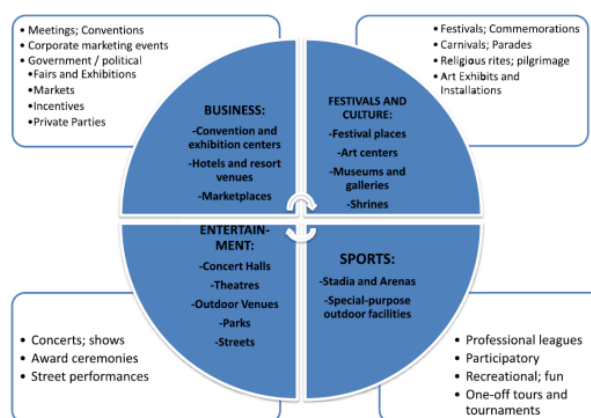 • Meetings; Conventions
• Corporate marketing events
• Government / political
•Fairs and Exhibitions
•Markets
•Incentives
•Private Parties
• Festivals; Commemorations
• Carnivals; Parades
• Religious rites; pilgrimage
• Art Exhibits and
Installations
BUSINESS:
-Convention and
exhibition centers
-Hotels and resort
venues
-Marketplaces
FESTIVALS AND
CULTURE:
-Festival places
-Art centers
-Museums and
galleries
-Shrines
ENTERTAIN-
MENT:
-Concert Halls
-Theatres
-Outdoor Venues
-Parks
-Streets
SPORTS:
-Stadia and Arenas
-Special-purpose
outdoor facilities
• Concerts; shows
• Award ceremonies
• Street performances
• Professional leagues
• Participatory
• Recreational; fun
• One-off tours and
tournaments